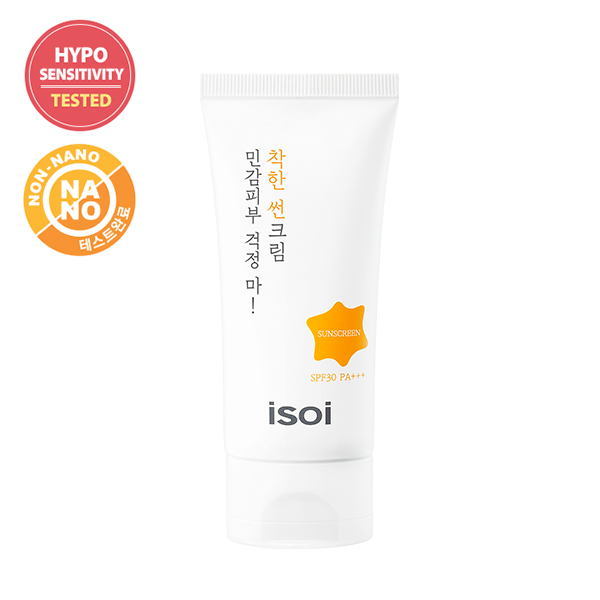 HYPO
SENSITIVITY
TESTED
NON-NANO
NA
NO
테스트완료
민감피부 걱정 마!
착한 썬크림
SUNSCREEN
SPF30 PA+++
isoi